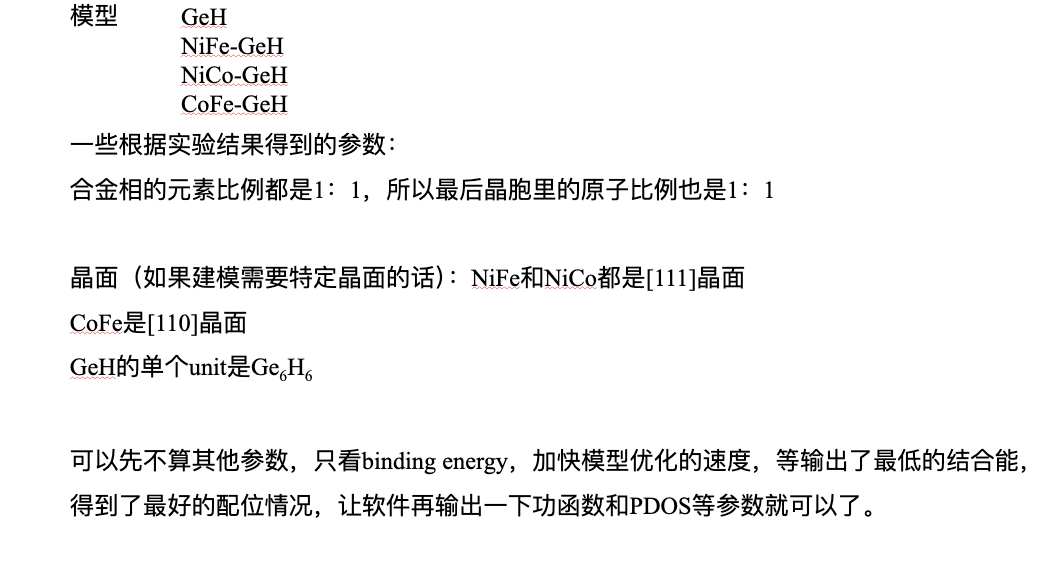 模型 GeH
NiFe-GeH
NiCo-GeH
CoFe-GeH
一些根据实验结果得到的参数：
合金相的元素比例都是1：1，所以最后晶胞里的原子比例也是1：1
晶面（如果建模需要特定晶面的话）：NiFe和NiCo都是[111]晶面
CoFe是[110]晶面
GeH的单个unit是Ge₆H₆
可以先不算其他参数，只看binding energy，加快模型优化的速度，等输出了最低的结合能，
得到了最好的配位情况，让软件再输出一下功函数和PDOS等参数就可以了。